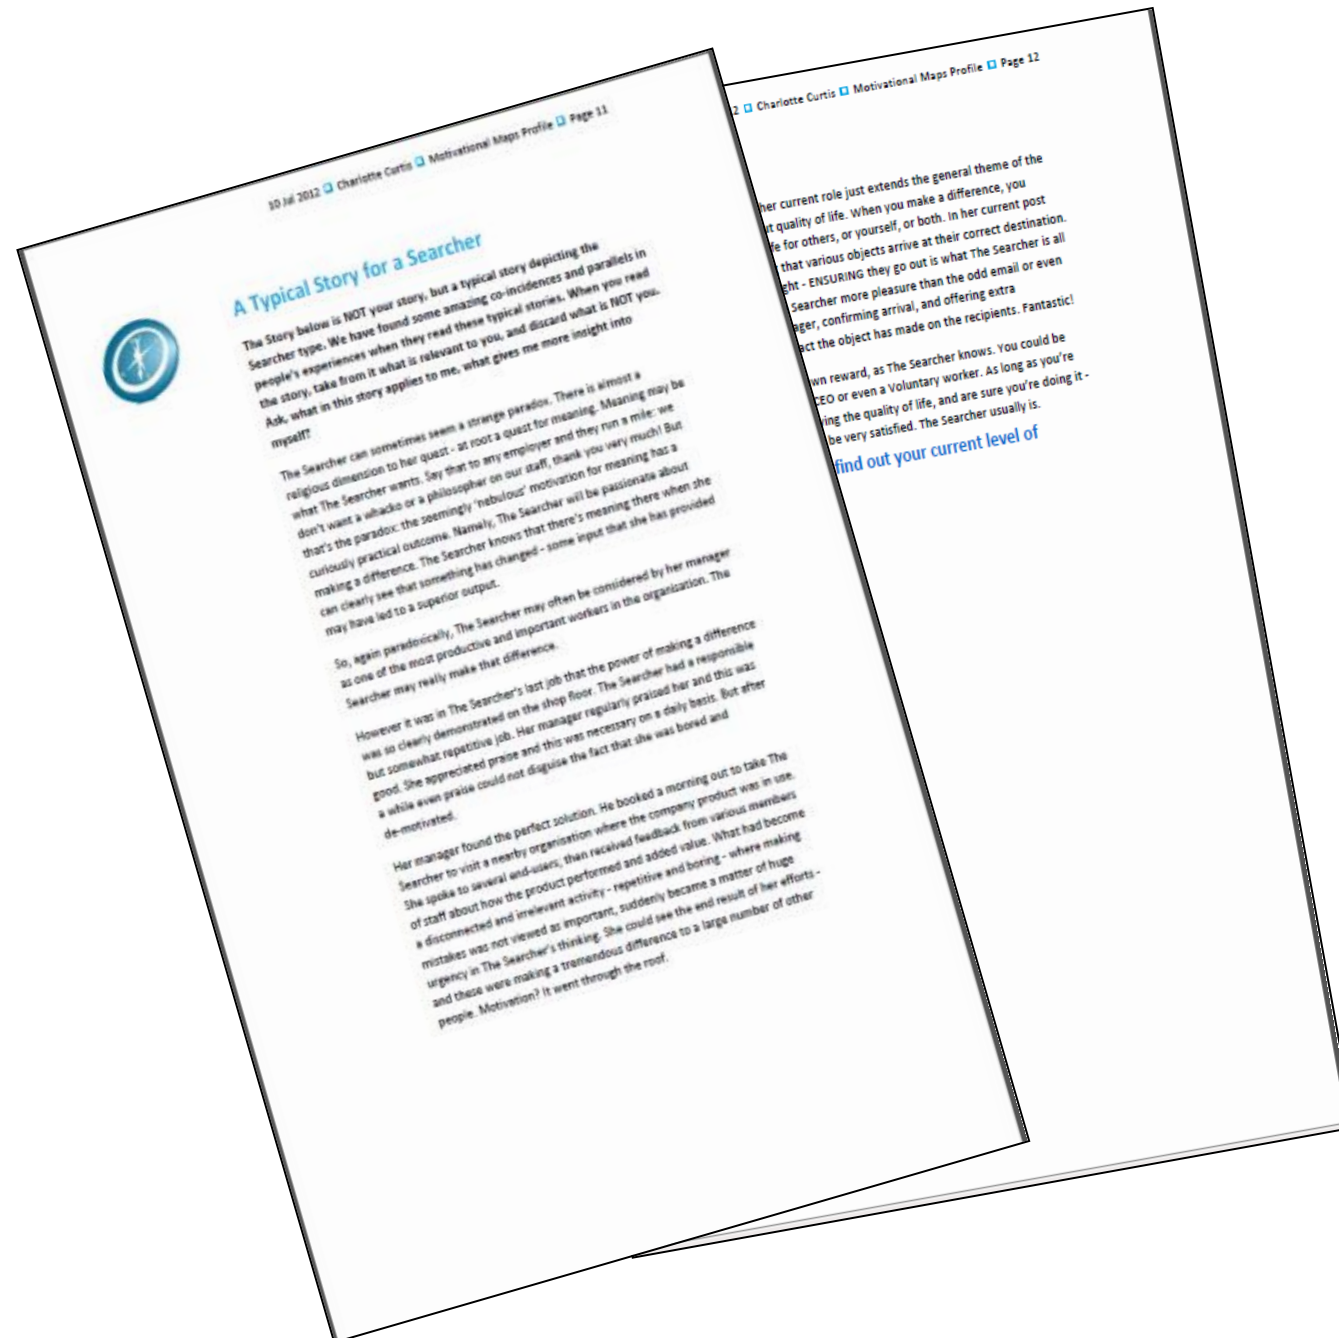 10 Jul 2012 Charlotte Curtis Motivational Maps Profile Page 11
A Typical Story for a Searcher
The Story below is NOT your story, but a typical story depicting the
Searcher type. We have found some amazing co-incidences and parallels in
people's experiences when they read these typical stories. When you read
the story, take from it what is relevant to you, and discard what is NOT you.
Ask, what in this story applies to me, what gives me more insight into
myself?
The Searcher can sometimes seem a strange paradox. There is almost a
religious dimension to her quest - at root a quest for meaning. Meaning may be
what The Searcher wants. Say that to any employer and they run a mile: we
don't want a whacko or a philosopher on our staff, thank you very much! But
that's the paradox: the seemingly 'nebulous' motivation for meaning has a
curiously practical outcome. Namely, The Searcher will be passionate about
making a difference. The Searcher knows that there's meaning there when she
can clearly see that something has changed - some input that she has provided
may have led to a superior output.
So, again paradoxically, The Searcher may often be considered by her manager
as one of the most productive and important workers in the organisation. The
Searcher may really make that difference.
However it was in The Searcher's last job that the power of making a difference
was so clearly demonstrated on the shop floor. The Searcher had a responsible
but somewhat repetitive job. Her manager regularly praised her and this was
good. She appreciated praise and this was necessary on a daily basis. But after
a while even praise could not disguise the fact that she was bored and
de-motivated.
Her manager found the perfect solution. He booked a morning out to take The
Searcher to visit a nearby organisation where the company product was in use.
She spoke to several end-users; then received feedback from various members
of staff about how the product performed and added value. What had become
a disconnected and irrelevant activity - repetitive and boring - where making
mistakes was not viewed as important, suddenly became a matter of huge
urgency in The Searcher's thinking. She could see the end result of her efforts -
and these were making a tremendous difference to a large number of other
people. Motivation? It went through the roof.
2 Charlotte Curtis Motivational Maps Profile Page 12
her current role just extends the general theme of the
quality of life. When you make a difference, you
fe for others, or yourself, or both. In her current post
that various objects arrive at their correct destination.
ght - ENSURING they go out is what The Searcher is all
Searcher more pleasure than the odd email or even
ager, confirming arrival, and offering extra
act the object has made on the recipients. Fantastic!
wn reward, as The Searcher knows. You could be
CEO or even a Voluntary worker. As long as you're
ving the quality of life, and are sure you're doing it -
be very satisfied. The Searcher usually is.
find out your current level of